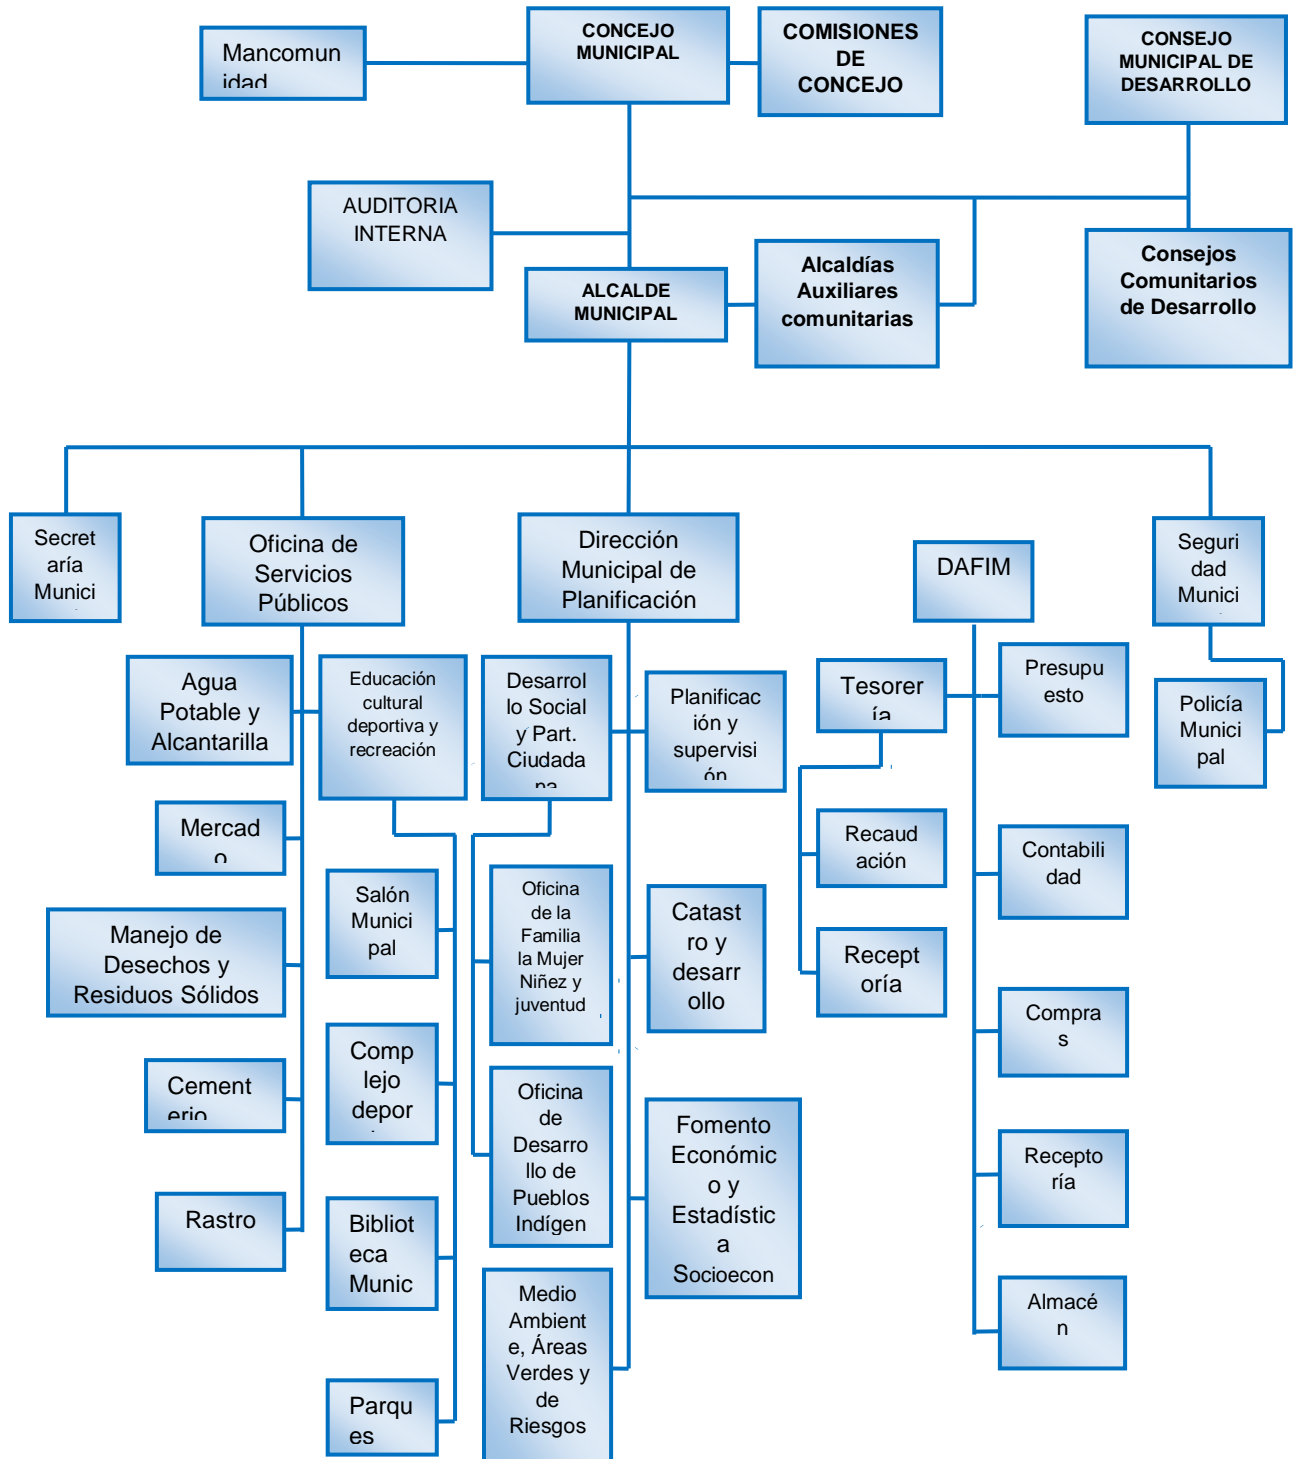 Mancomun
idad
CONCEJO
MUNICIPAL
COMISIONES
DE
CONCEJO
CONSEJO
MUNICIPAL DE
DESARROLLO
AUDITORIA
INTERNA
ALCALDE
MUNICIPAL
Alcaldías
Auxiliares
comunitarias
Consejos
Comunitarios
de Desarrollo
Secret
aría
Munici
Oficina de
Servicios
Públicos
Dirección
Municipal de
Planificación
DAFIM
Seguri
dad
Munici
Agua
Potable y
Alcantarilla
Educación
cultural
deportiva y
recreación
Desarrol
lo Social
y Part.
Ciudada
na
Planificac
ión y
supervisi
ón
Tesorer
ía
Presupu
esto
Policía
Munici
pal
Mercad
o
Salón
Munici
pal
Oficina
de la
Familia
la Mujer
Niñez y
juventud
Catast
ro y
desarr
ollo
Recaud
ación
Contabili
dad
Manejo de
Desechos y
Residuos Sólidos
Recept
oría
Compra
s
Cement
erio
Comp
lejo
depor
Oficina
de
Desarro
llo de
Pueblos
Indígen
Fomento
Económic
o y
Estadístic
a
Socioecon
Recepto
ría
Rastro
Bibliot
eca
Munic
Medio
Ambient
e, Áreas
Verdes y
de
Riesgos
Almacé
n
Parqu
es